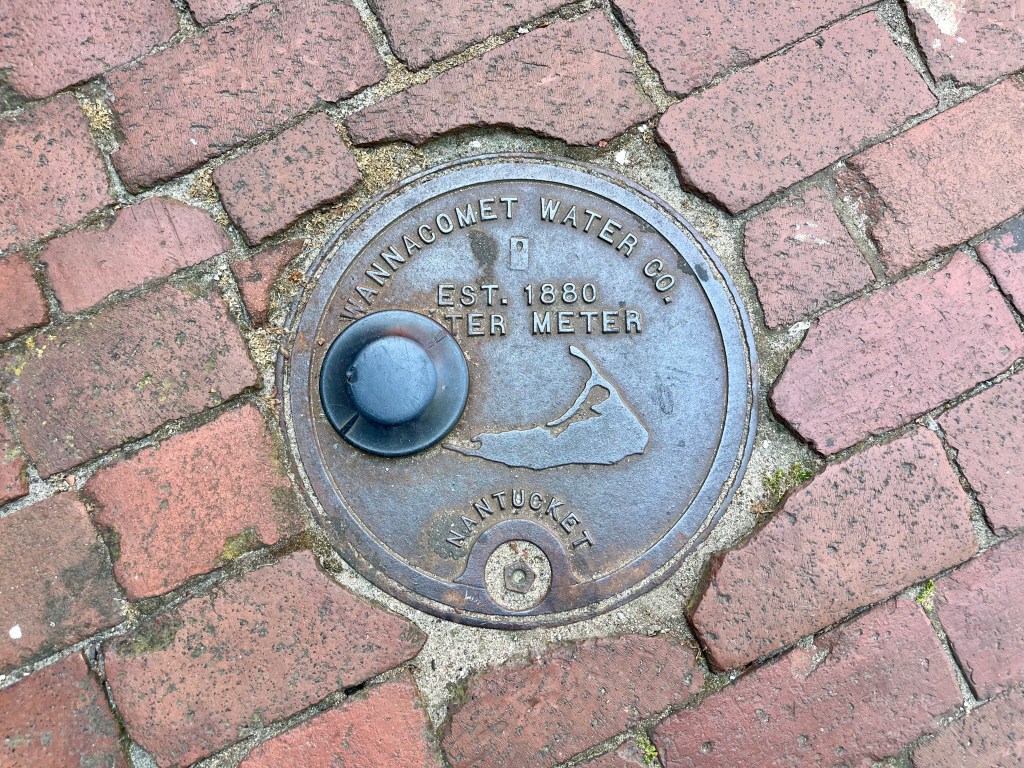 WANNACOMET WATER CO.
EST. 1880
TER METER
NANTUCKET